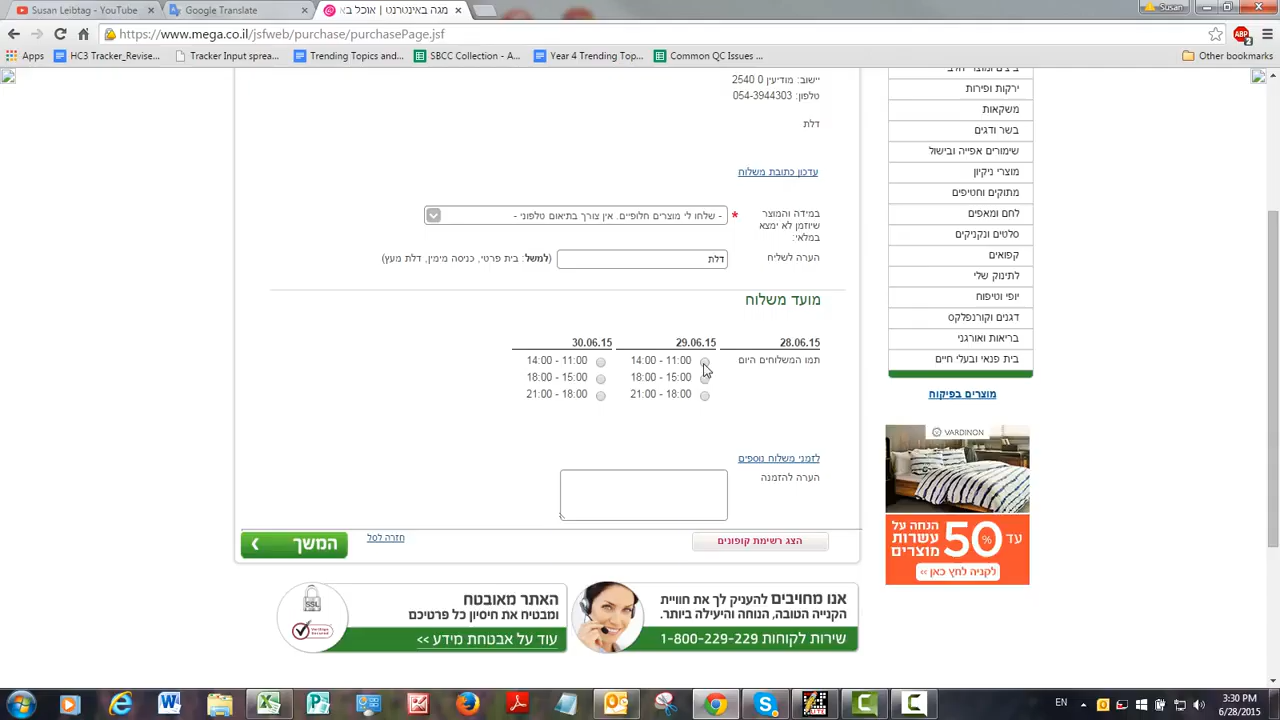 Susan Leibtag - YouTube
Google Translate
מגה באינטרנט | אוכל בא
Susan
https://www.mega.co.il/jsfweb/purchase/purchasePage.jsf
ABP
2
Apps
HC3 Tracker_Revise...
Tracker Input sprea...
Trending Topics and...
SBCC Collection - A...
Year 4 Trending Top...
Common QC Issues ...
Other bookmarks
יישוב: מודיעין 0 2540
טלפון: 054-3944303
דלת
עדכון כתובת משלוח
במידה והמוצר
שיוזמן לא ימצא
במלאי:
* - שלחו לי מוצרים חלופיים. אין צורך בתיאום טלפוני -
הערה לשליח
דלת
(למשל: בית פרטי, כניסה מימין, דלת מעץ)
מועד משלוח
28.06.15 29.06.15 30.06.15
תמו המשלוחים היום 11:00 - 14:00 11:00 - 14:00
15:00 - 18:00 15:00 - 18:00
18:00 - 21:00 18:00 - 21:00
לזמני משלוח נוספים
הערה להזמנה
הצג רשימת קופונים
חזרה לסל
המשך
ירקות ופירות
משקאות
בשר ודגים
שימורים אפייה ובישול
מוצרי ניקיון
מתוקים וחטיפים
לחם ומאפים
סלטים ונקניקים
קפואים
לתינוק שלי
יופי וטיפוח
דגנים וקורנפלקס
בריאות ואורגני
בית פנאי ובעלי חיים
מוצרים בפיקוח
VARDINON
עד 50% הנחה על
עשרות
מוצרים
לקניה לחץ כאן >>
אנו מחויבים להעניק לך את חוויית
הקנייה הטובה, הנוחה והיעילה ביותר.
שירות לקוחות 1-800-229-229
האתר מאובטח
ומבטיח את חיסיון כל פרטיכם
עוד על אבטחת מידע >>
SSL
EN
3:30 PM
6/28/2015